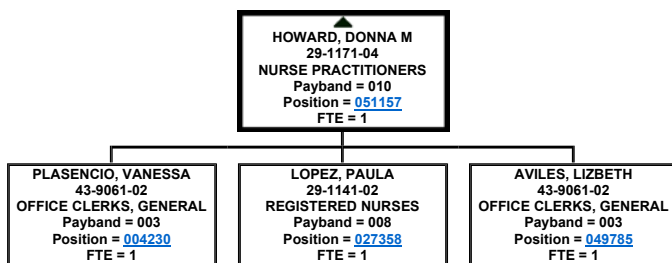 HOWARD, DONNA M
29-1171-04
NURSE PRACTITIONERS
Payband = 010
Position = 051157
FTE = 1
PLASENCIO, VANESSA
43-9061-02
OFFICE CLERKS, GENERAL
Payband = 003
Position = 004230
FTE = 1
LOPEZ, PAULA
29-1141-02
REGISTERED NURSES
Payband = 008
Position = 027358
FTE = 1
AVILES, LIZBETH
43-9061-02
OFFICE CLERKS, GENERAL
Payband = 003
Position = 049785
FTE = 1